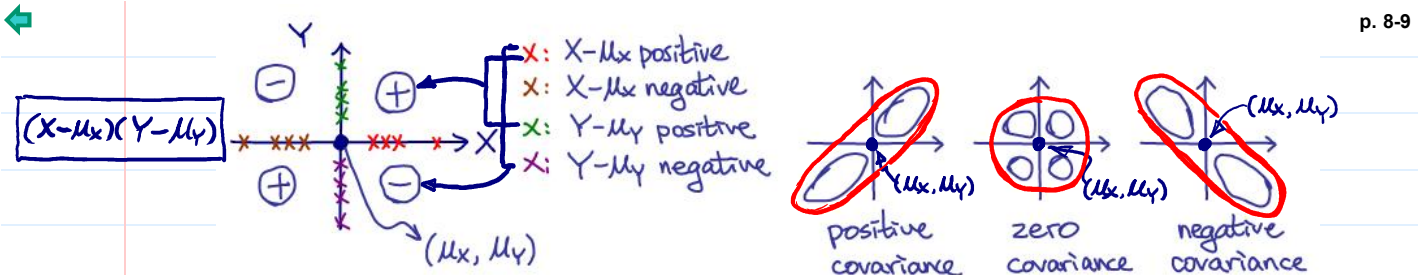 p. 8-9
(X-μx)(Y-μY)
Y
X
⊖
⊕
⊕
⊖
(μx, μY)
X: X-μx positive
X: X-μx negative
X: Y-μY positive
X: Y-μY negative
(μx, μY)
positive
covariance
(μx, μY)
zero
covariance
(μx, μY)
negative
covariance